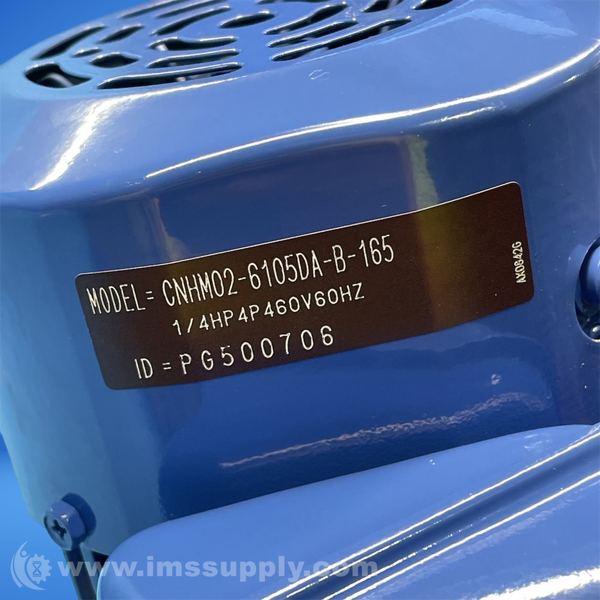 MODEL= CNHM02-6105DA-B-165
1/4HP4P460V60HZ
ID = PG500706
AX0842G
www.imssupply.com